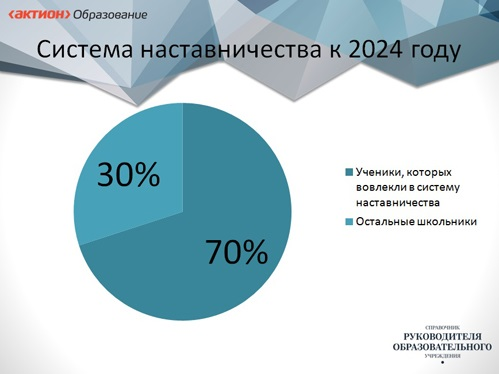 ‹актион› Образование
Система наставничества к 2024 году
30%
70%
Ученики, которых
вовлекли в систему
наставничества
Остальные школьники
СПРАВОЧНИК
РУКОВОДИТЕЛЯ
ОБРАЗОВАТЕЛЬНОГО
УЧРЕЖДЕНИЯ